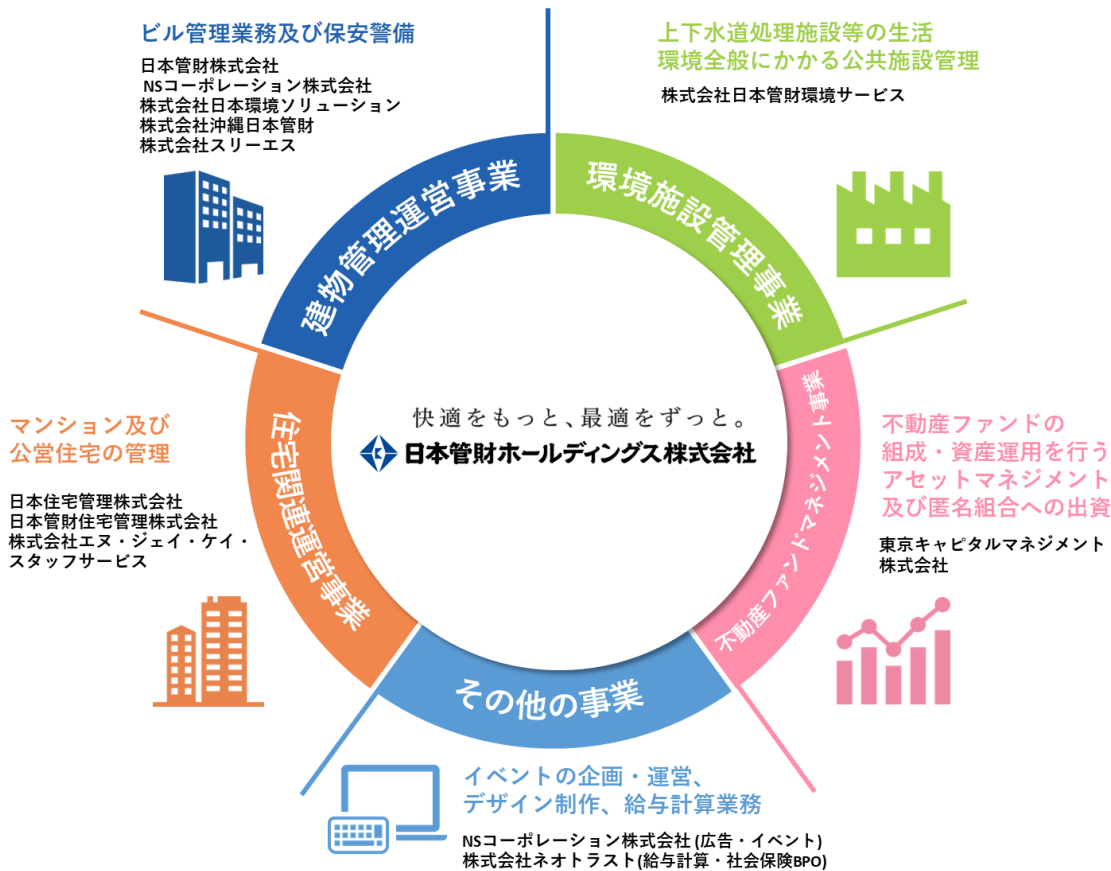 ビル管理業務及び保安警備
日本管財株式会社
NSコーポレーション株式会社
株式会社日本環境ソリューション
株式会社沖縄日本管財
株式会社スリーエス
上下水道処理施設等の生活
環境全般にかかる公共施設管理
株式会社日本管財環境サービス
建物管理運営事業
環境施設管理事業
快適をもっと、最適をずっと。
日本管財ホールディングス株式会社
マンション及び
公営住宅の管理
日本住宅管理株式会社
日本管財住宅管理株式会社
株式会社エヌ・ジェイ・ケイ・
スタッフサービス
住宅関連運営事業
不動産ファンドマネジメント事業
不動産ファンドの
組成・資産運用を行う
アセットマネジメント
及び匿名組合への出資
東京キャピタルマネジメント
株式会社
その他の事業
イベントの企画・運営、
デザイン制作、給与計算業務
NSコーポレーション株式会社 (広告・イベント)
株式会社ネオトラスト(給与計算・社会保険BPO)